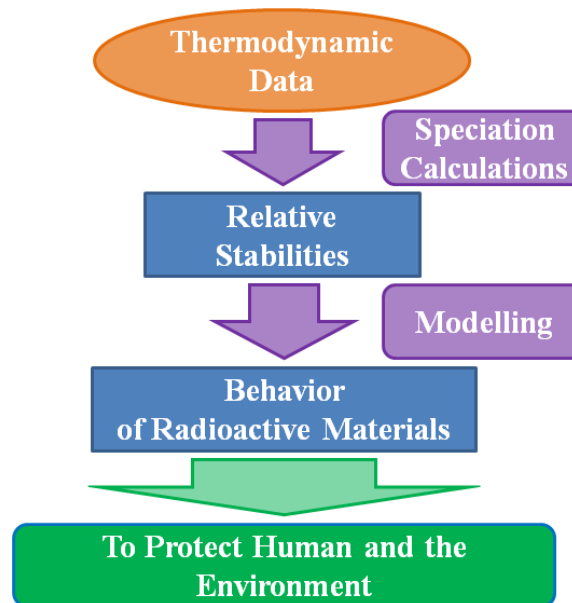 Thermodynamic
Data
Speciation
Calculations
Relative
Stabilities
Modelling
Behavior
of Radioactive Materials
To Protect Human and the
Environment